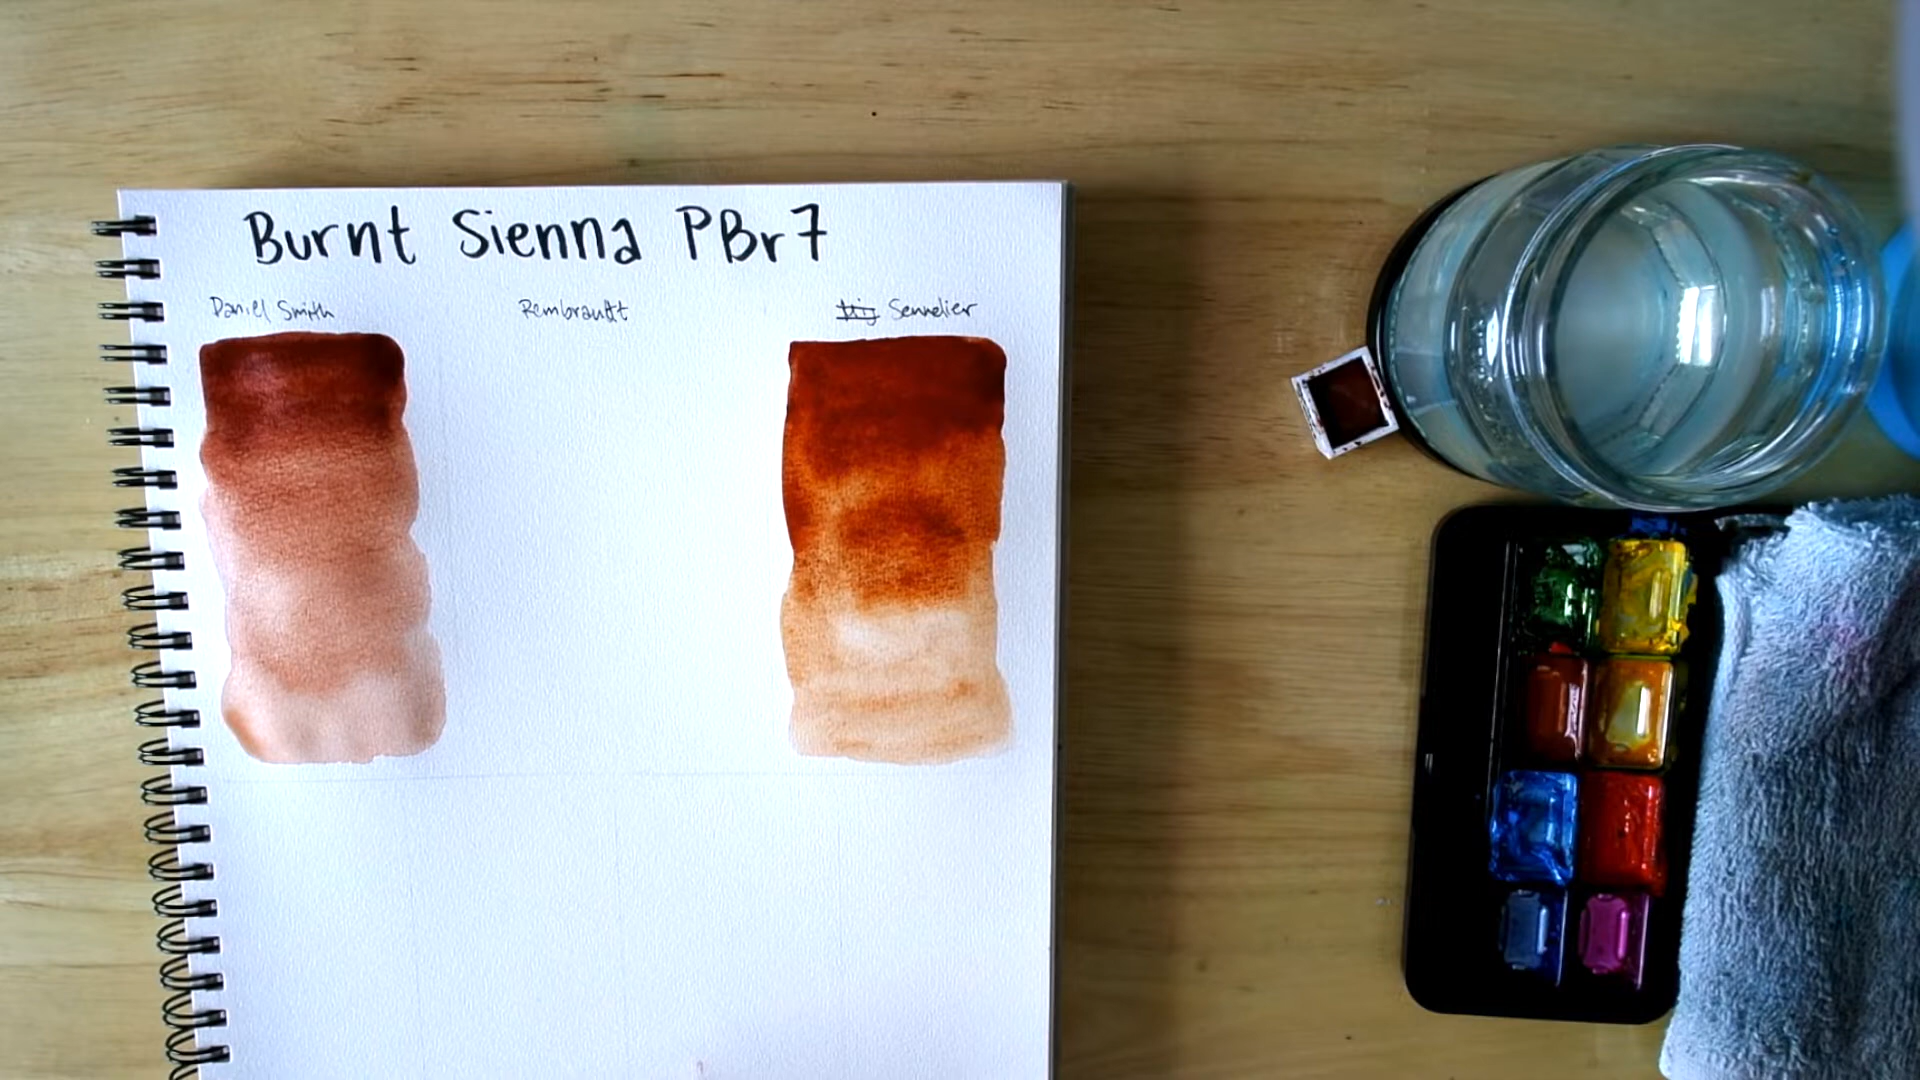 Burnt Sienna PBr7
Daniel Smith
Rembrandt
Sennelier